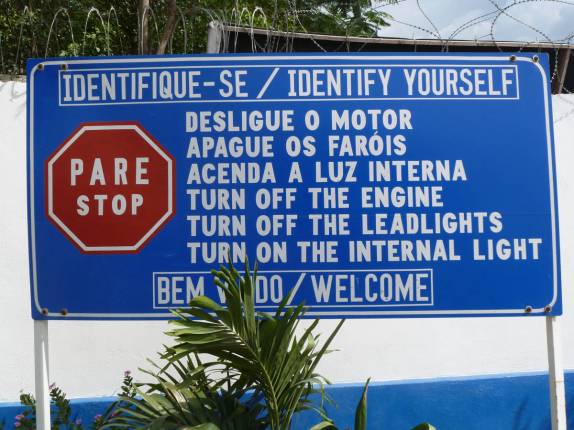 IDENTIFIQUE-SE / IDENTIFY YOURSELF
PARE
STOP
DESLIGUE O MOTOR
APAGUE OS FARÓIS
ACENDA A LUZ INTERNA
TURN OFF THE ENGINE
TURN OFF THE LEADLIGHTS
TURN ON THE INTERNAL LIGHT
BEM /WELCOME